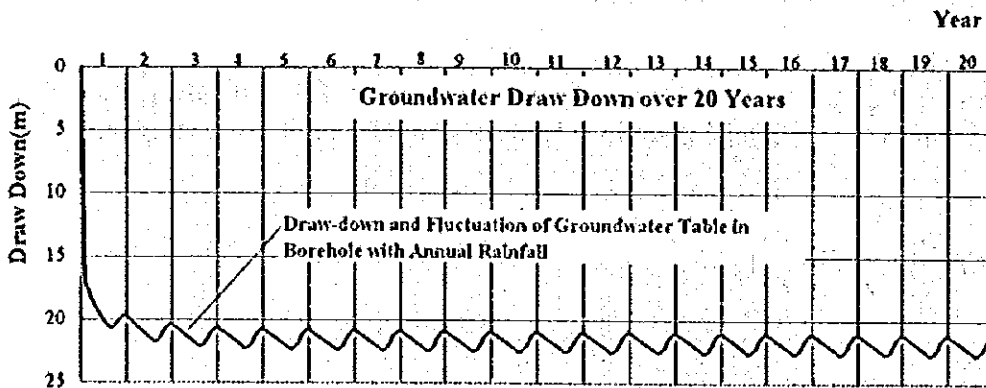 Year
1 2 3 4 5 6 7 8 9 10 11 12 13 14 15 16 17 18 19 20
Groundwater Draw Down over 20 Years
Draw Down(m)
0
5
10
15
20
25
Draw-down and Fluctuation of Groundwater Table in
Borehole with Annual Rainfall